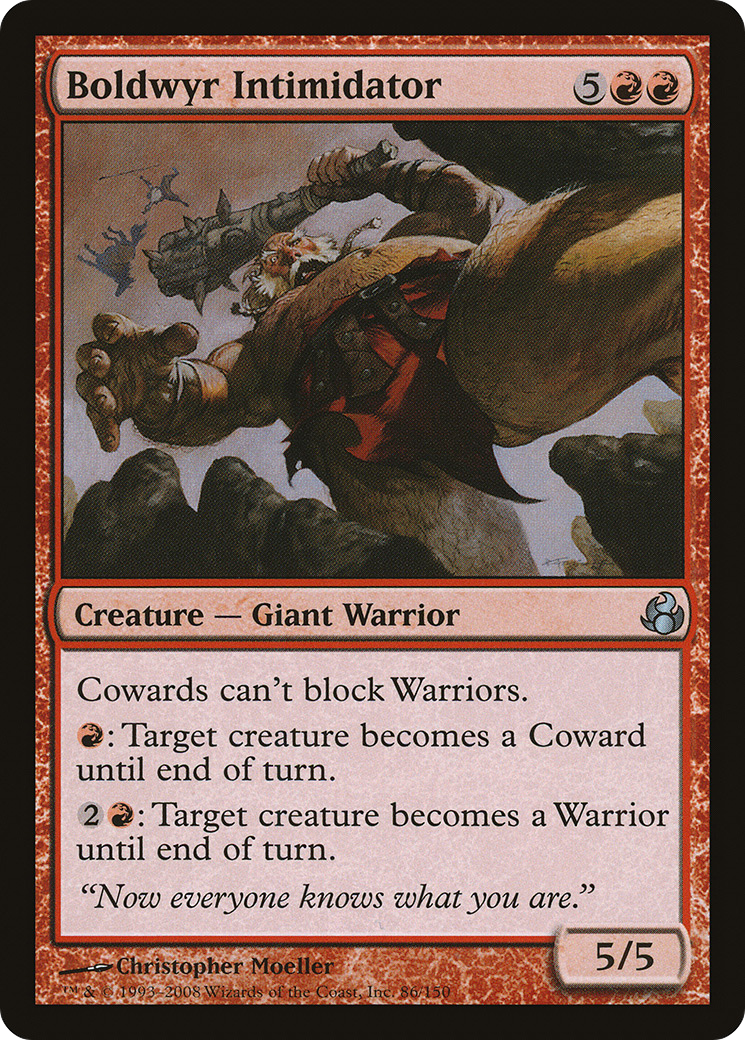 Boldwyr Intimidator 5
Creature — Giant Warrior
Cowards can't block Warriors.
: Target creature becomes a Coward
until end of turn.
2 : Target creature becomes a Warrior
until end of turn.
“Now everyone knows what you are.”
5/5
Christopher Moeller
™ & © 1993–2008 Wizards of the Coast, Inc. 86/150